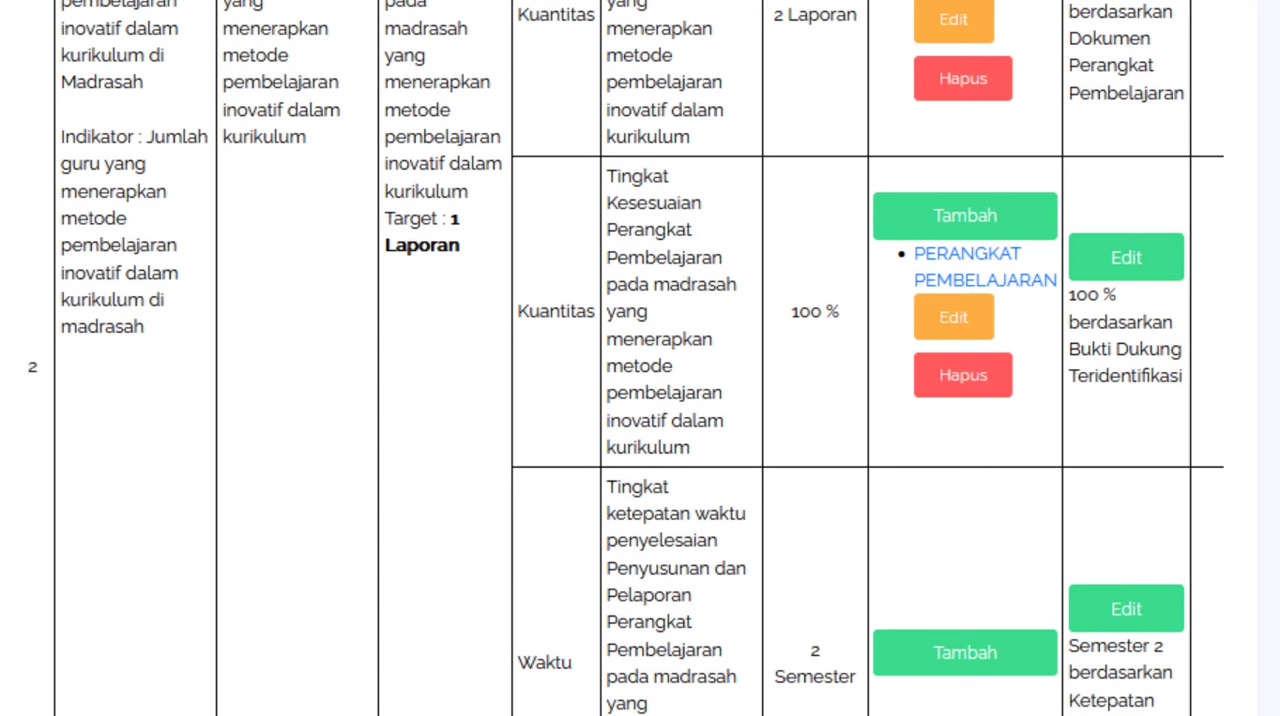 pembelajaran
inovatif dalam
kurikulum di
Madrasah
Indikator : Jumlah
guru yang
menerapkan
metode
pembelajaran
inovatif dalam
kurikulum di
madrasah
2
yang
menerapkan
metode
pembelajaran
inovatif dalam
kurikulum
pada
madrasah
yang
menerapkan
metode
pembelajaran
inovatif dalam
kurikulum
Target : 1
Laporan
Kuantitas
yang
menerapkan
metode
pembelajaran
inovatif dalam
kurikulum
2 Laporan
Edit
Hapus
berdasarkan
Dokumen
Perangkat
Pembelajaran
Kuantitas
Tingkat
Kesesuaian
Perangkat
Pembelajaran
pada madrasah
yang
menerapkan
metode
pembelajaran
inovatif dalam
kurikulum
100 %
Tambah
PERANGKAT
PEMBELAJARAN
Edit
Hapus
Edit
100 %
berdasarkan
Bukti Dukung
Teridentifikasi
Waktu
Tingkat
ketepatan waktu
penyelesaian
Penyusunan dan
Pelaporan
Perangkat
Pembelajaran
pada madrasah
yang
2
Semester
Tambah
Edit
Semester 2
berdasarkan
Ketepatan